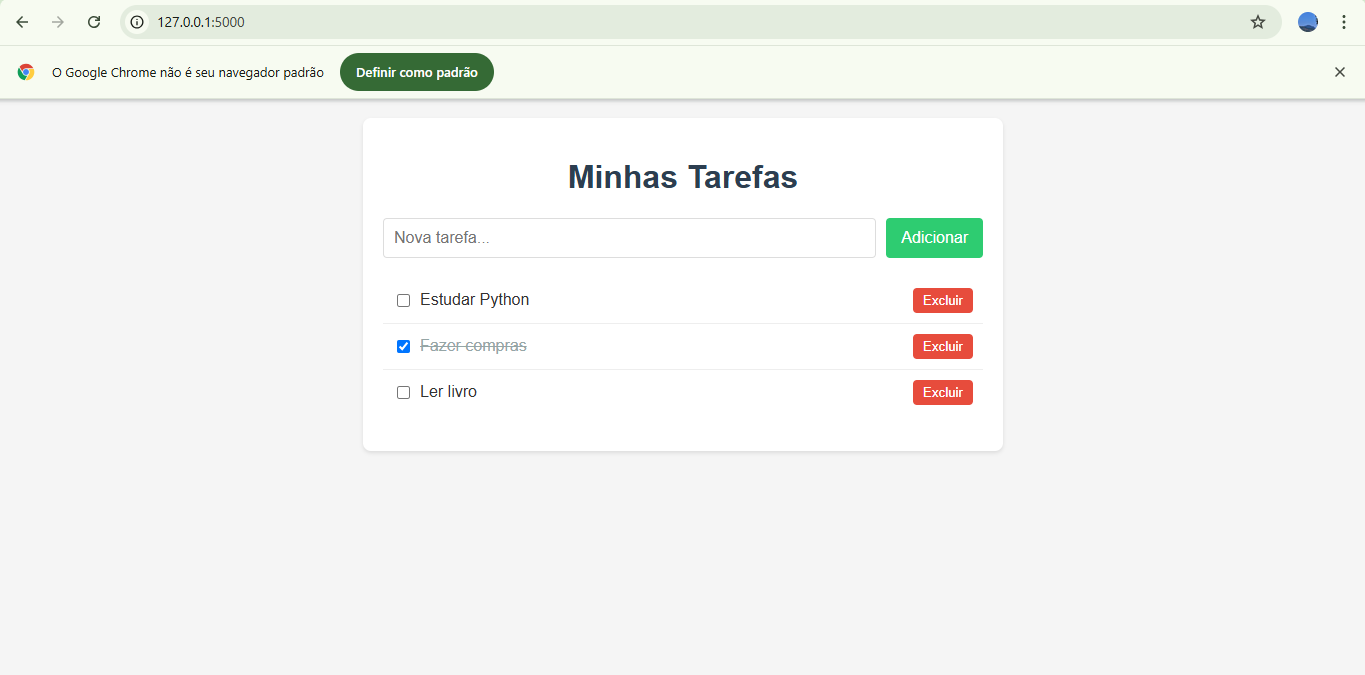 127.0.0.1:5000
O Google Chrome não é seu navegador padrão Definir como padrão
Minhas Tarefas
Nova tarefa... Adicionar
Estudar Python Excluir
Fazer compras Excluir
Ler livro Excluir